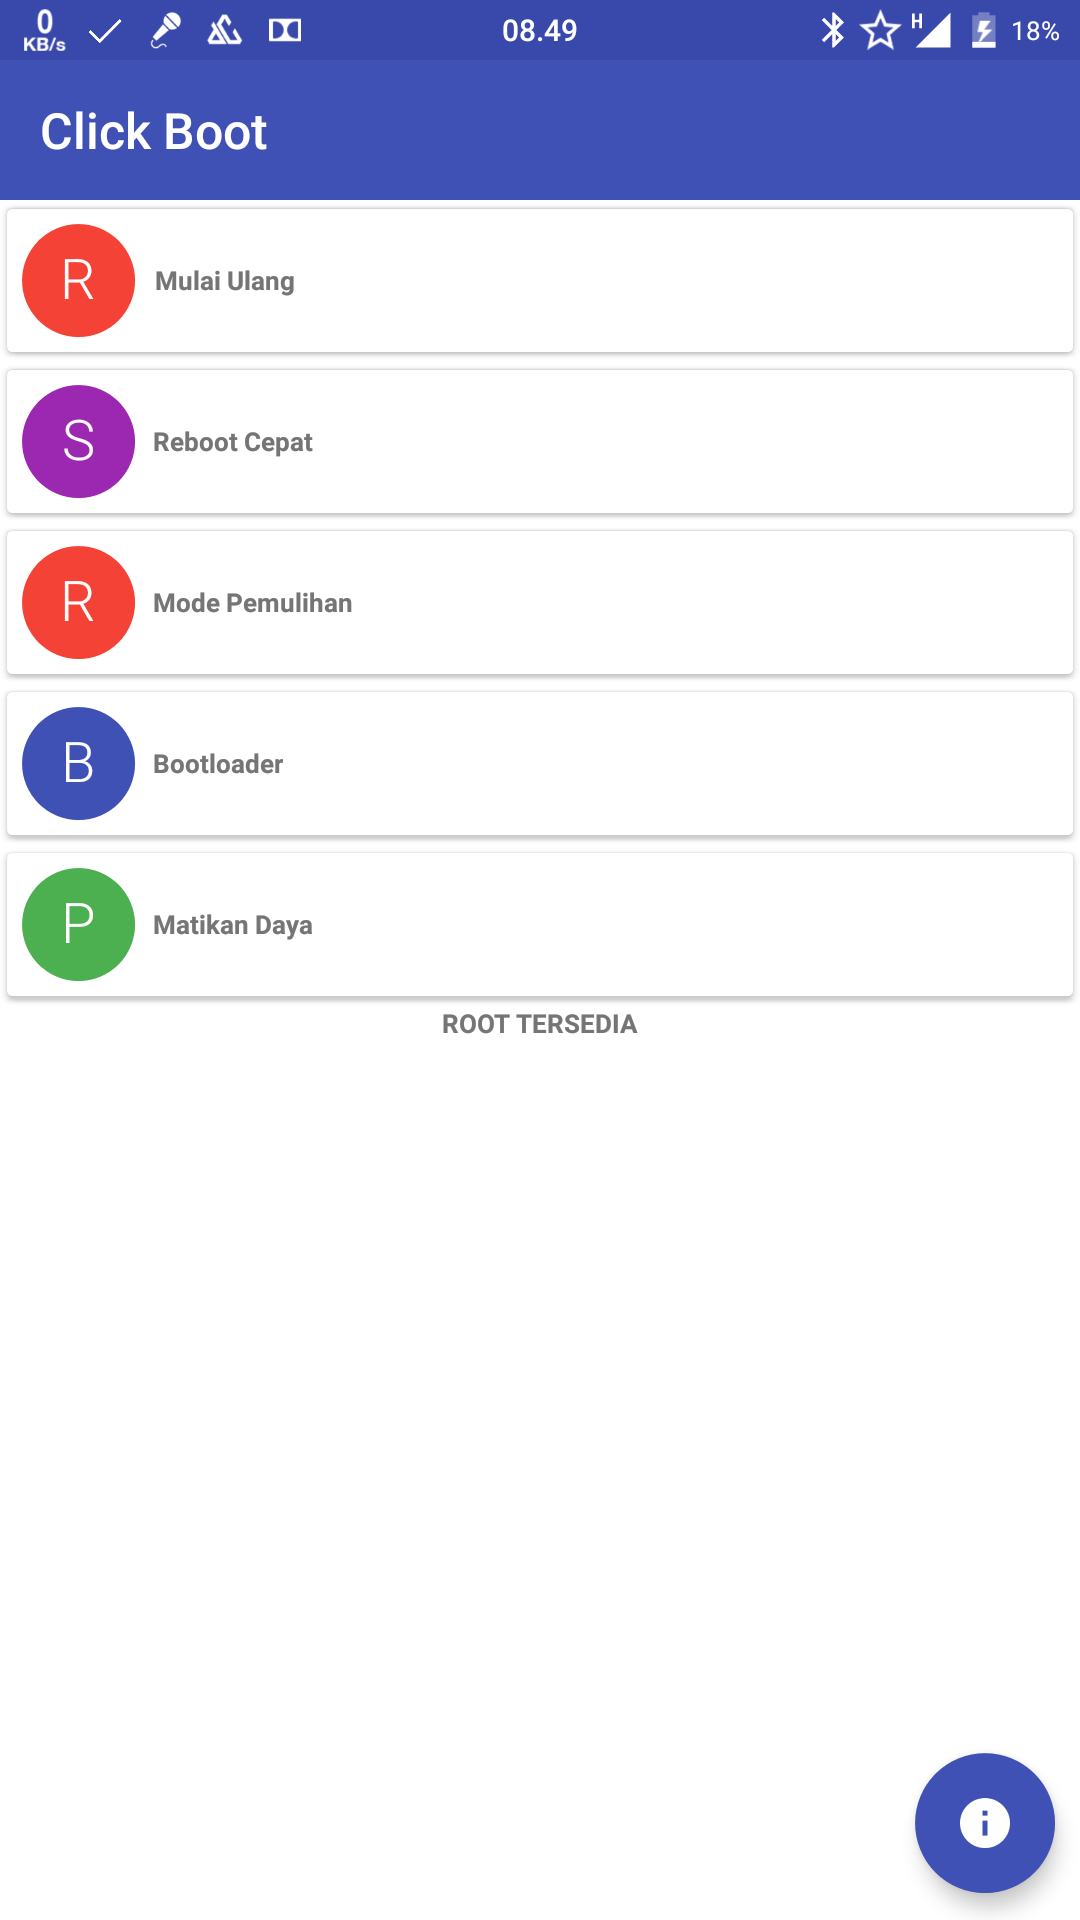 0
KB/s
08.49
H
18%
Click Boot
R
Mulai Ulang
S
Reboot Cepat
R
Mode Pemulihan
B
Bootloader
P
Matikan Daya
ROOT TERSEDIA